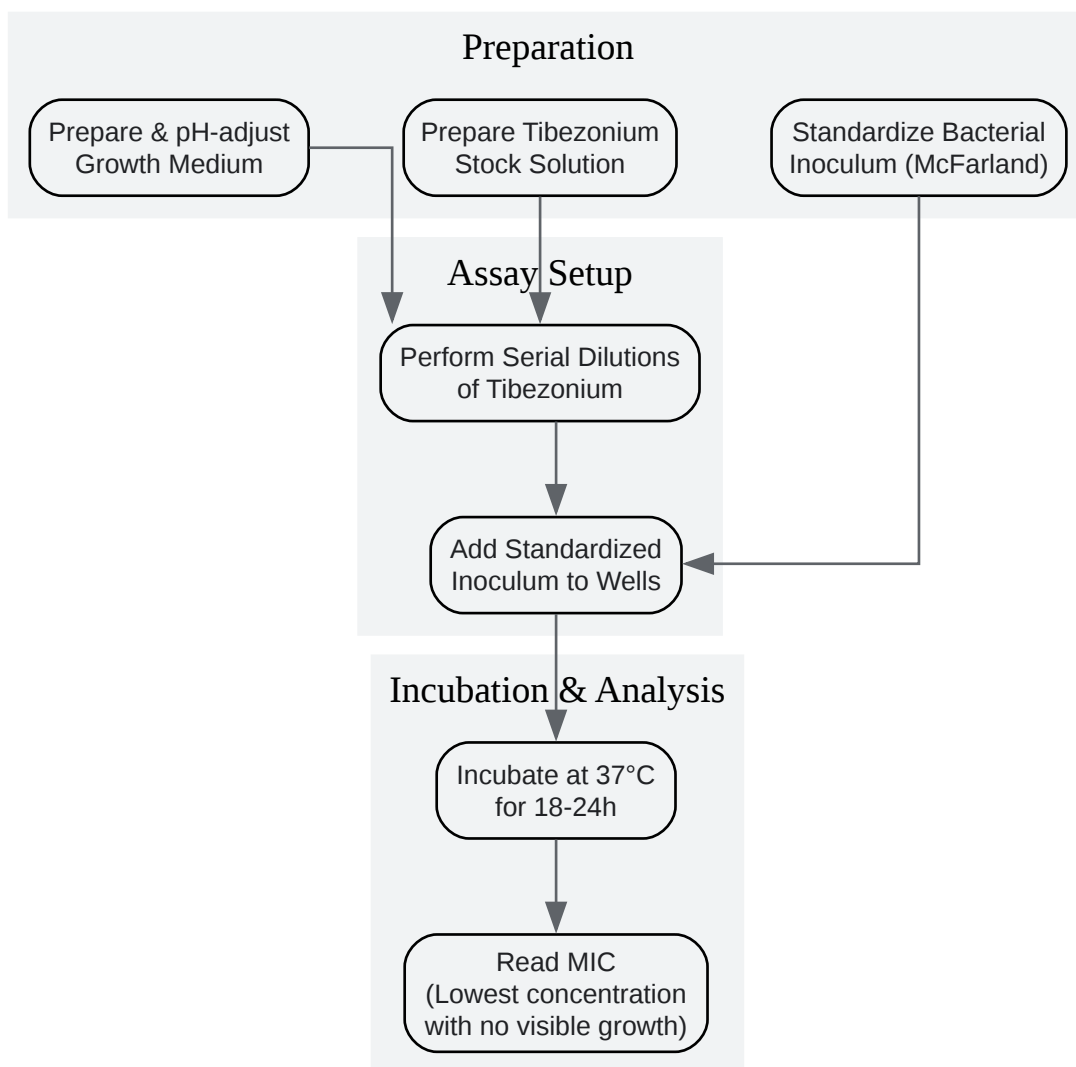 Preparation
Prepare & pH-adjust
Growth Medium
Prepare Tibezonium
Stock Solution
Standardize Bacterial
Inoculum (McFarland)
Assay Setup
Perform Serial Dilutions
of Tibezonium
Add Standardized
Inoculum to Wells
Incubation & Analysis
Incubate at 37°C
for 18-24h
Read MIC
(Lowest concentration
with no visible growth)